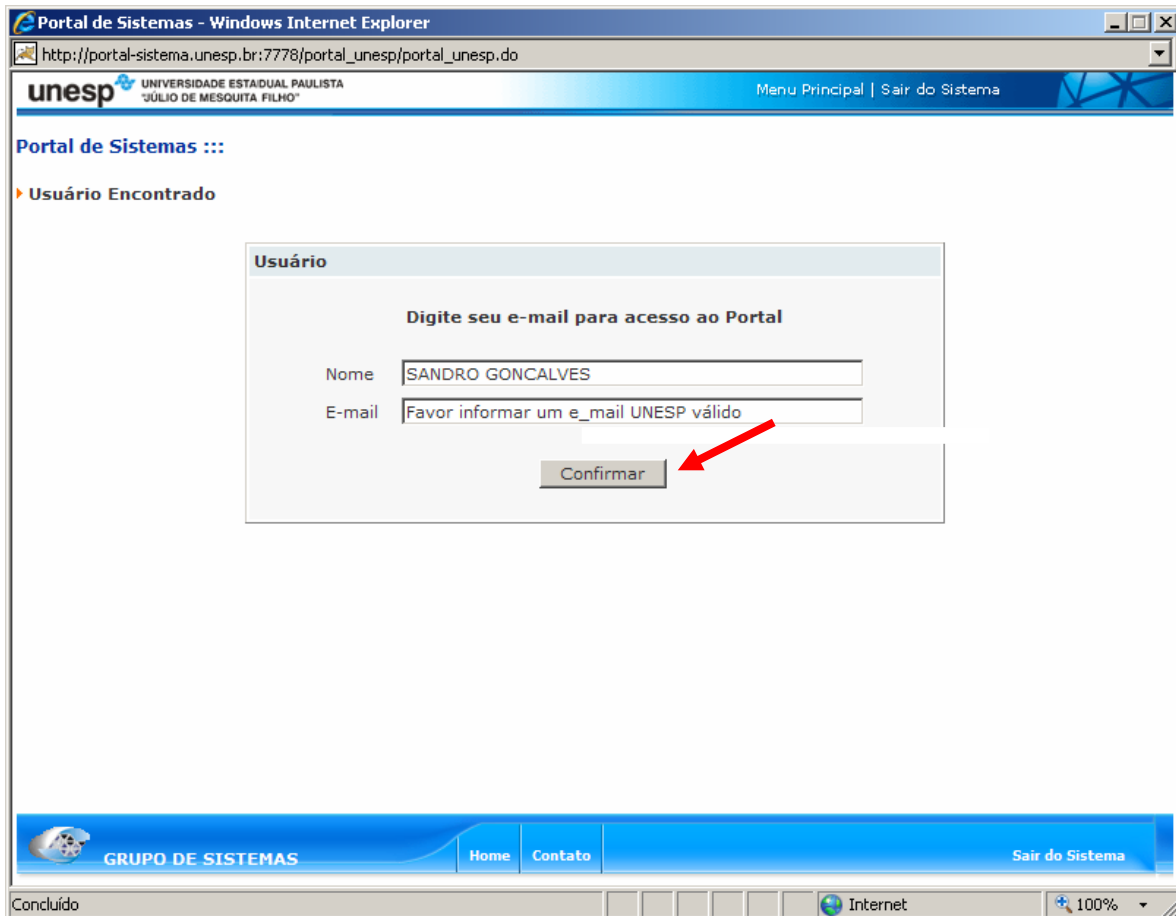 Portal de Sistemas - Windows Internet Explorer
http://portal-sistema.unesp.br:7778/portal_unesp/portal_unesp.do
unesp UNIVERSIDADE ESTADUAL PAULISTA
"JÚLIO DE MESQUITA FILHO"
Menu Principal | Sair do Sistema
Portal de Sistemas :::
Usuário Encontrado
Usuário
Digite seu e-mail para acesso ao Portal
Nome SANDRO GONCALVES
E-mail Favor informar um e_mail UNESP válido
Confirmar
GRUPO DE SISTEMAS Home Contato Sair do Sistema
Concluído Internet 100%